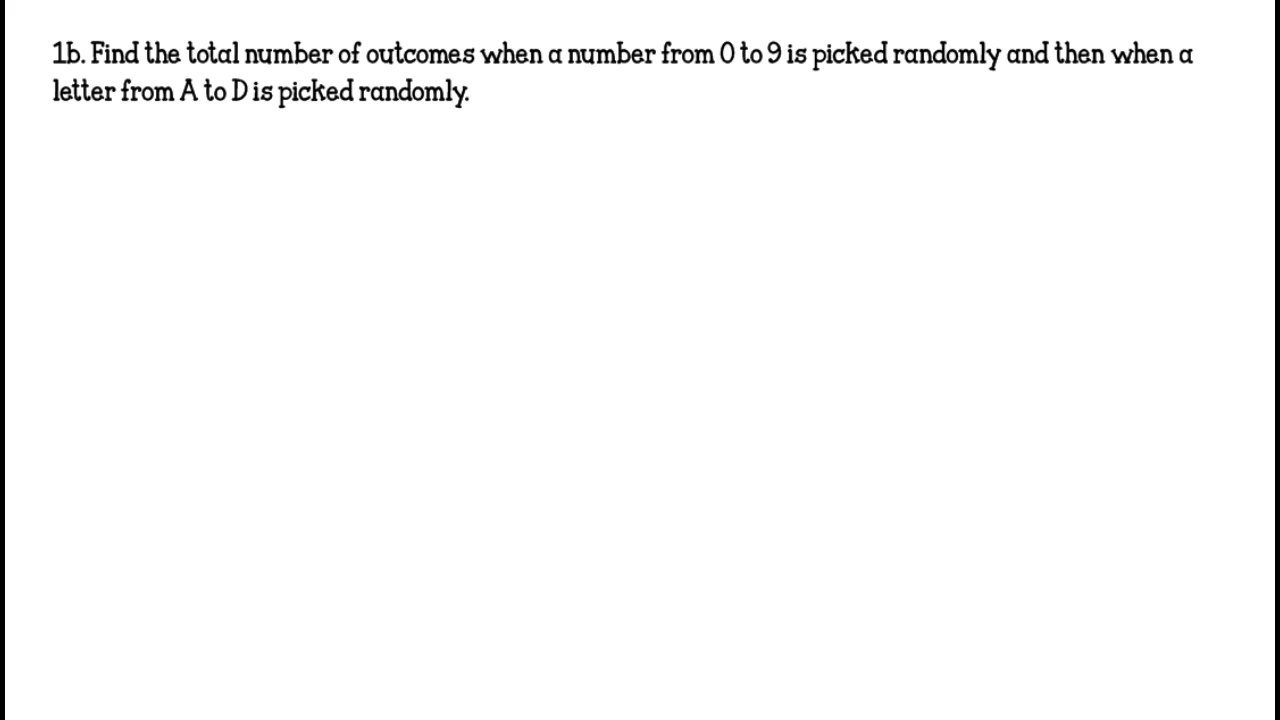 1b. Find the total number of outcomes when a number from 0 to 9 is picked randomly and then when a
letter from A to D is picked randomly.